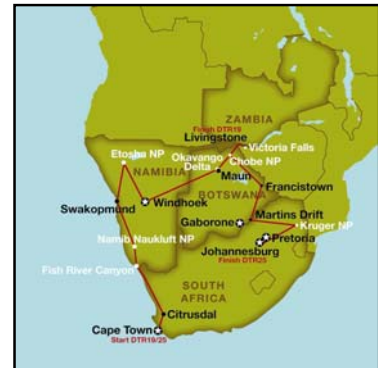 ZAMBIA
Livingstone
Finish DTR19
Victoria Falls
Etosha NP
Okavango
Delta
Chobe NP
NAMIBIA
Maun
BOTSWANA
Francistown
Swakopmund
Windhoek
Gaborone
Martins Drift
Kruger NP
Pretoria
Namib Naukluft NP
Johannesburg
Finish DTR25
Fish River Canyon
SOUTH
AFRICA
Citrusdal
Cape Town
Start DTR19/25